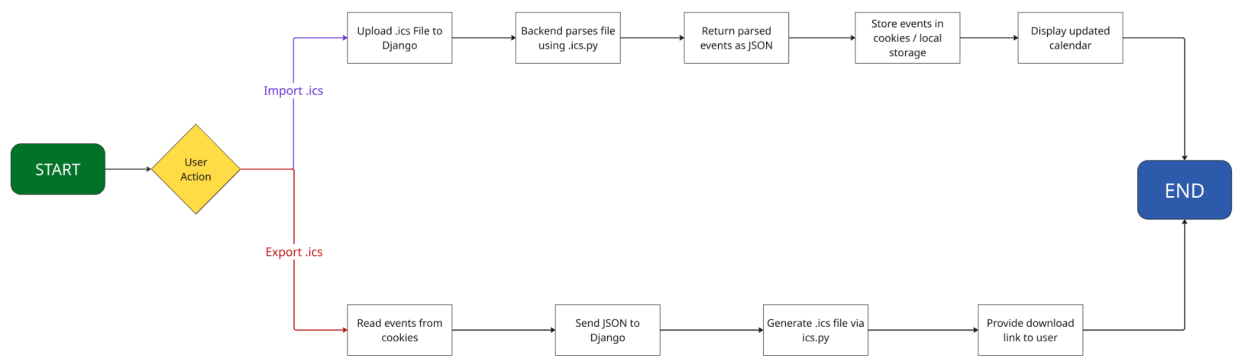 START
User
Action
Import .ics
Upload .ics File to
Django
Backend parses file
using .ics.py
Return parsed
events as JSON
Store events in
cookies / local
storage
Display updated
calendar
Export .ics
Read events from
cookies
Send JSON to
Django
Generate .ics file via
ics.py
Provide download
link to user
END